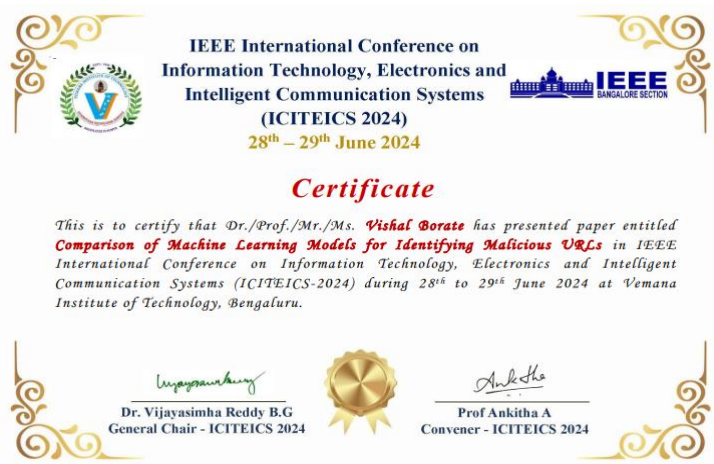 IEEE International Conference on
Information Technology, Electronics and
Intelligent Communication Systems
(ICITEICS 2024)
28th – 29th June 2024
IEEE
BANGALORE SECTION
Certificate
This is to certify that Dr./Prof./Mr./Ms. Vishal Borate has presented paper entitled
Comparison of Machine Learning Models for Identifying Malicious URLs in IEEE
International Conference on Information Technology, Electronics and Intelligent
Communication Systems (ICITEICS-2024) during 28th to 29th June 2024 at Vemana
Institute of Technology, Bengaluru.
Ankitha
Dr. Vijayasimha Reddy B.G
General Chair - ICITEICS 2024
Prof Ankitha A
Convener - ICITEICS 2024